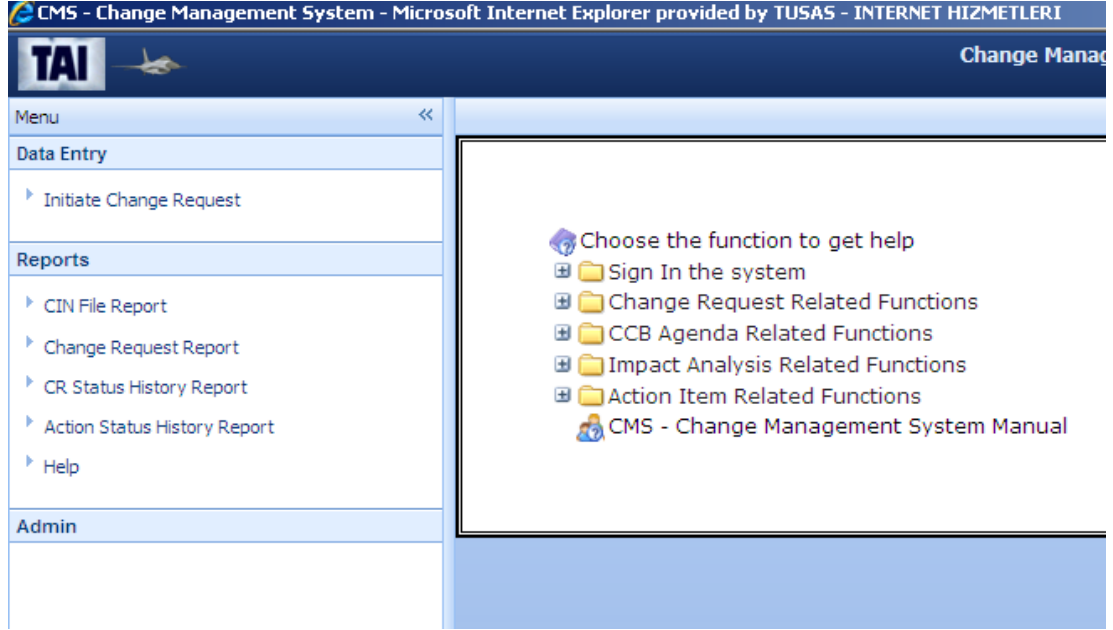 CMS - Change Management System - Microsoft Internet Explorer provided by TUSAS - INTERNET HIZMETLERI
TAI
Change Manag
Menu
Data Entry
Initiate Change Request
Reports
CIN File Report
Change Request Report
CR Status History Report
Action Status History Report
Help
Admin
Choose the function to get help
Sign In the system
Change Request Related Functions
CCB Agenda Related Functions
Impact Analysis Related Functions
Action Item Related Functions
CMS - Change Management System Manual